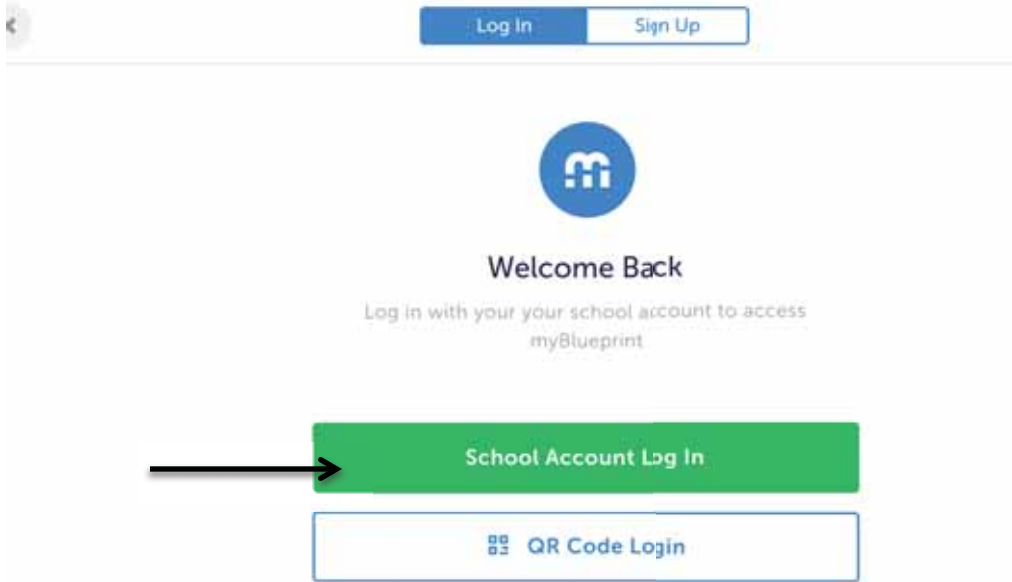 Log In
Sign Up
Welcome Back
Log in with your your school account to access
myBlueprint
School Account Log In
QR Code Login